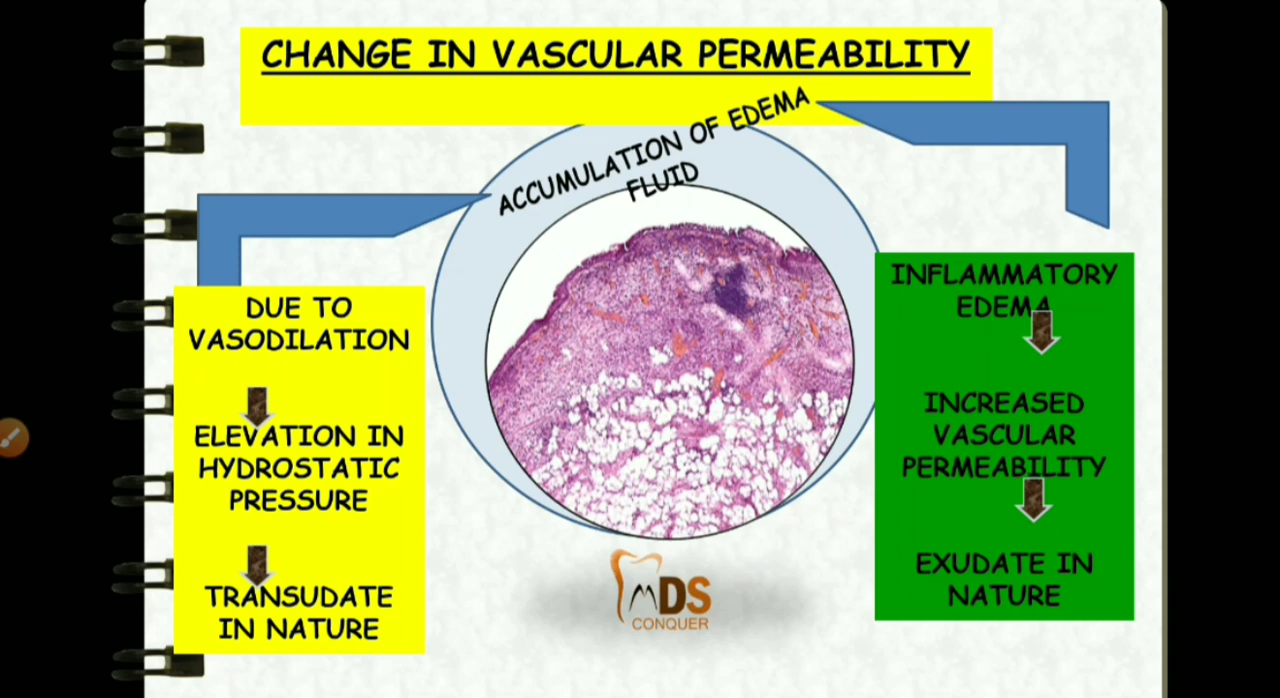 CHANGE IN VASCULAR PERMEABILITY
ACCUMULATION OF EDEMA
FLUID
DUE TO
VASODILATION
ELEVATION IN
HYDROSTATIC
PRESSURE
TRANSUDATE
IN NATURE
INFLAMMATORY
EDEMA
INCREASED
VASCULAR
PERMEABILITY
EXUDATE IN
NATURE
MDS
CONQUER